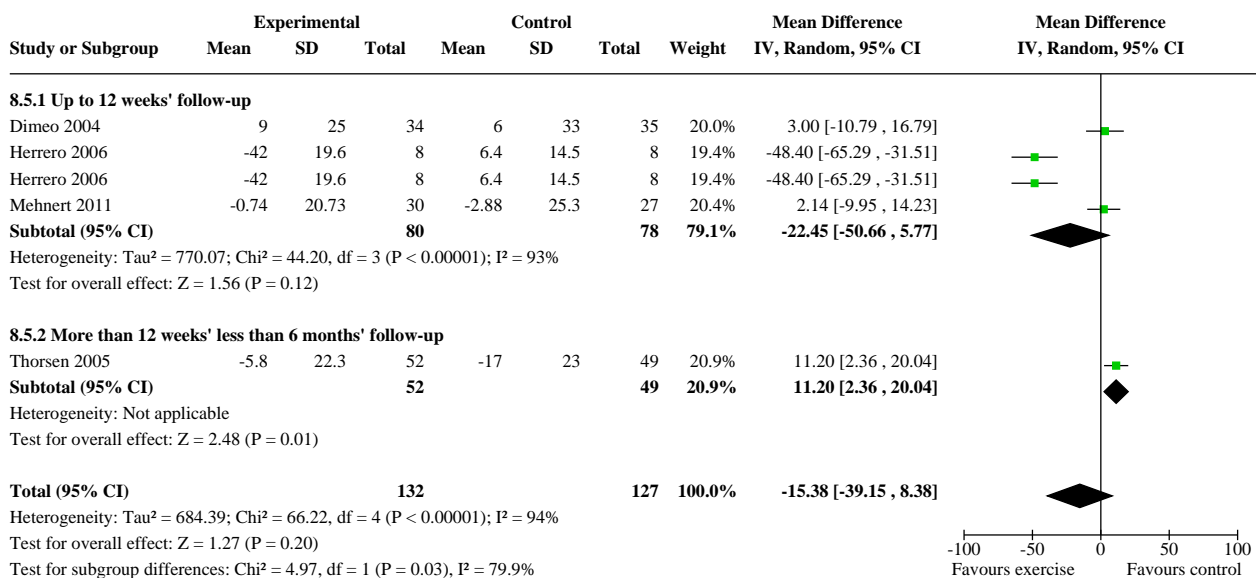 Experimental Control Mean Difference Mean Difference
Study or Subgroup Mean SD Total Mean SD Total Weight IV, Random, 95% CI IV, Random, 95% CI
8.5.1 Up to 12 weeks' follow-up
Dimeo 2004 9 25 34 6 33 35 20.0% 3.00 [-10.79 , 16.79]
Herrero 2006 -42 19.6 8 6.4 14.5 8 19.4% -48.40 [-65.29 , -31.51]
Herrero 2006 -42 19.6 8 6.4 14.5 8 19.4% -48.40 [-65.29 , -31.51]
Mehnert 2011 -0.74 20.73 30 -2.88 25.3 27 20.4% 2.14 [-9.95 , 14.23]
Subtotal (95% CI) 80 78 79.1% -22.45 [-50.66 , 5.77]
Heterogeneity: Tau² = 770.07; Chi² = 44.20, df = 3 (P < 0.00001); I² = 93%
Test for overall effect: Z = 1.56 (P = 0.12)
8.5.2 More than 12 weeks' less than 6 months' follow-up
Thorsen 2005 -5.8 22.3 52 -17 23 49 20.9% 11.20 [2.36 , 20.04]
Subtotal (95% CI) 52 49 20.9% 11.20 [2.36 , 20.04]
Heterogeneity: Not applicable
Test for overall effect: Z = 2.48 (P = 0.01)
Total (95% CI) 132 127 100.0% -15.38 [-39.15 , 8.38]
Heterogeneity: Tau² = 684.39; Chi² = 66.22, df = 4 (P < 0.00001); I² = 94%
Test for overall effect: Z = 1.27 (P = 0.20)
-100 -50 0 50 100
Test for subgroup differences: Chi² = 4.97, df = 1 (P = 0.03), I² = 79.9% Favours exercise Favours control